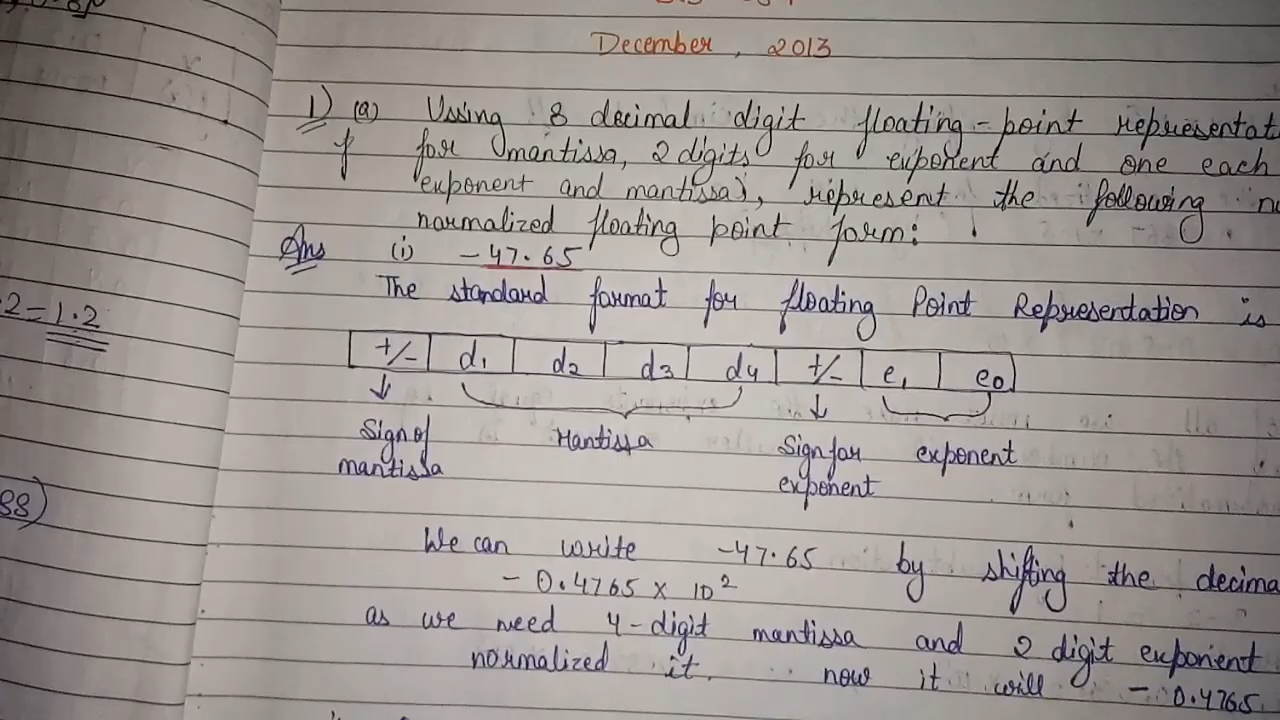 December, 2013
1) (a) Using 8 decimal digit floating-point representat
for mantissa, 2 digits for exponent and one each
exponent and mantissa), represent the following
normalized floating point form:
Ans (i) -47.65
The standard format for floating Point Representation is
2=1.2
+/- d1 d2 d3 d4 +/- e1 e0
Sign of mantissa Mantissa Sign for exponent exponent
88)
We can write -47.65 by shifting the decima
- 0.4765 x 10²
as we need 4-digit mantissa and 2 digit exponent
normalized it. now it will - 0.4765